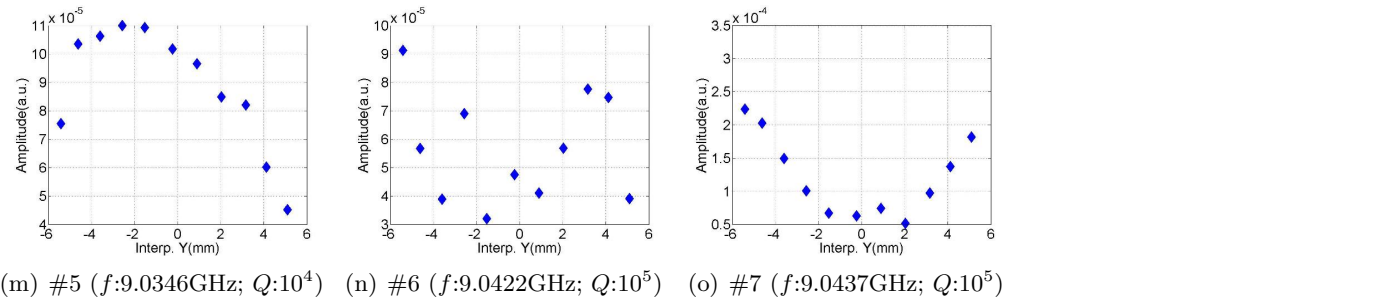 x 10^-5
11
10
9
8
7
6
5
4
-6 -4 -2 0 2 4 6
Amplitude(a.u.)
Interp. Y(mm)
(m) #5 (f:9.0346GHz; Q:10^4)
x 10^-5
10
9
8
7
6
5
4
3
-6 -4 -2 0 2 4 6
Amplitude(a.u.)
Interp. Y(mm)
(n) #6 (f:9.0422GHz; Q:10^5)
x 10^-4
3.5
3
2.5
2
1.5
1
0.5
-6 -4 -2 0 2 4 6
Amplitude(a.u.)
Interp. Y(mm)
(o) #7 (f:9.0437GHz; Q:10^5)